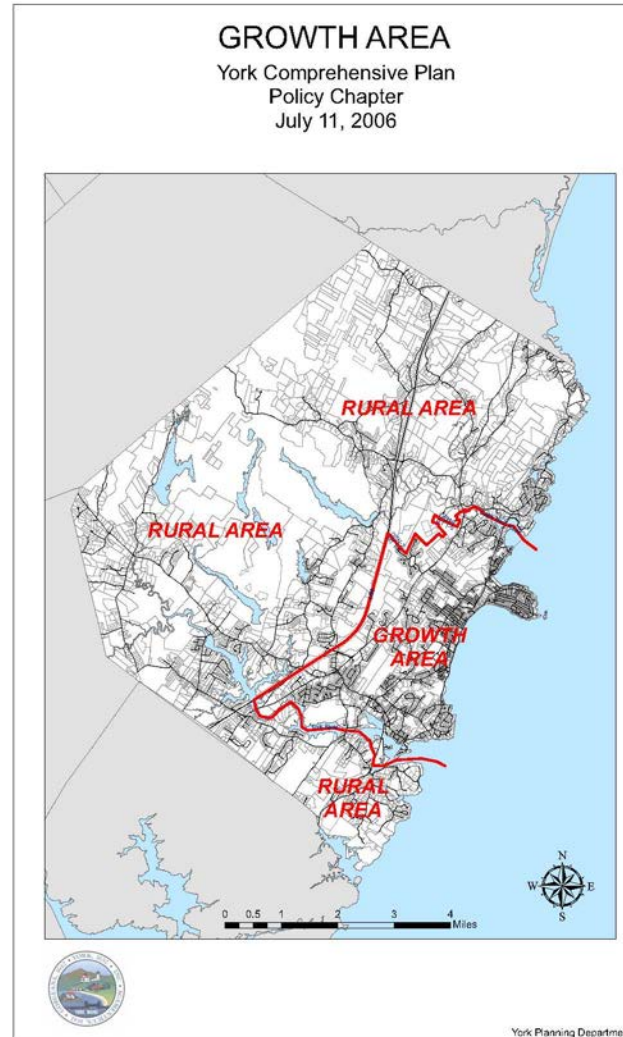 GROWTH AREA
York Comprehensive Plan
Policy Chapter
July 11, 2006
RURAL AREA
RURAL AREA
GROWTH
AREA
RURAL
AREA
N
W E
S
0 0.5 1 2 3 4
Miles
York Planning Departme